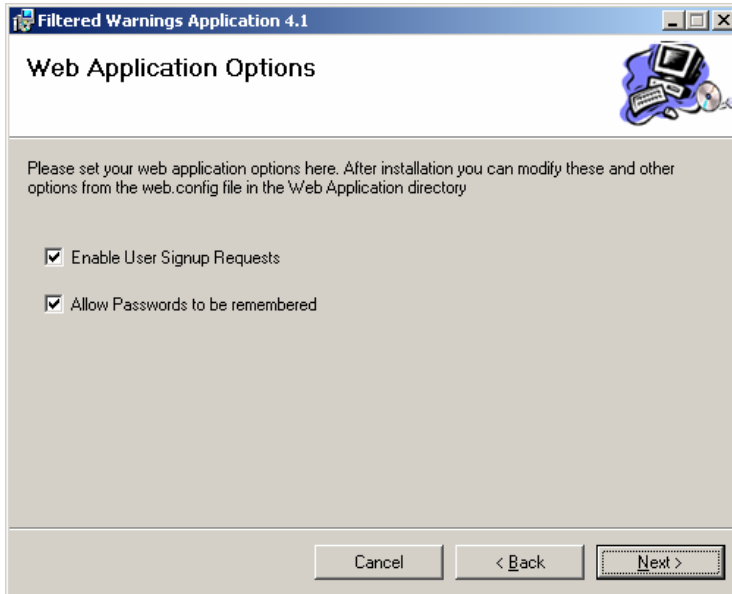 Filtered Warnings Application 4.1
Web Application Options
Please set your web application options here. After installation you can modify these and other
options from the web.config file in the Web Application directory
Enable User Signup Requests
Allow Passwords to be remembered
Cancel
< Back
Next >